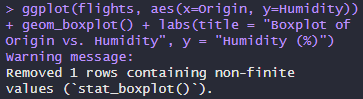 > ggplot(flights, aes(x=Origin, y=Humidity))
+ geom_boxplot() + labs(title = "Boxplot of
Origin vs. Humidity", y = "Humidity (%)")
Warning message:
Removed 1 rows containing non-finite
values (`stat_boxplot()`).